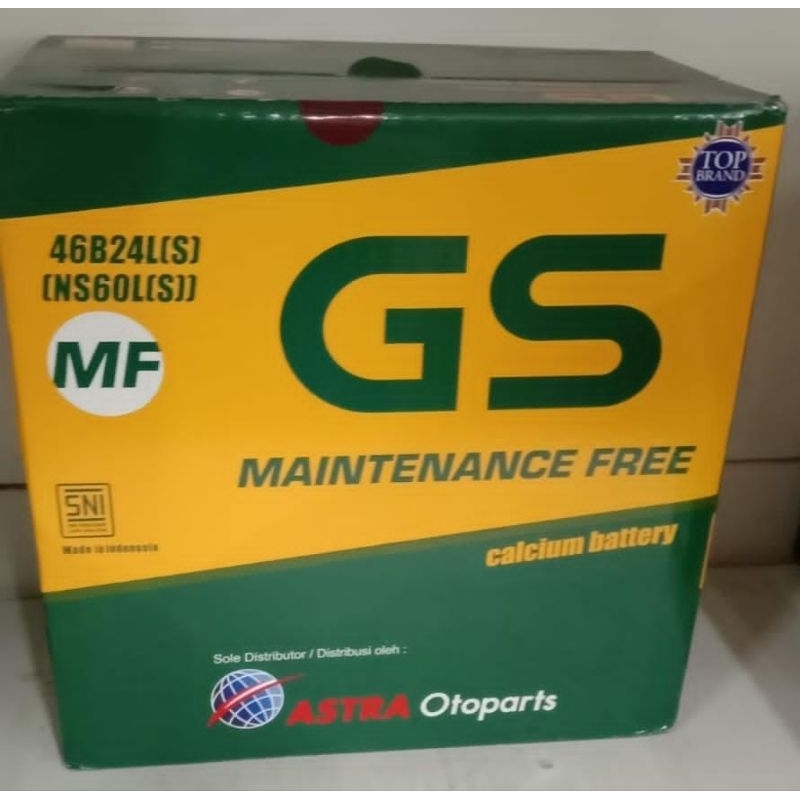 TOP
BRAND
46B24L(S)
(NS60L(S))
GS
MF
MAINTENANCE FREE
SNI
Made in Indonesia
calcium battery
Sole Distributor / Distribusi oleh :
ASTRA Otoparts